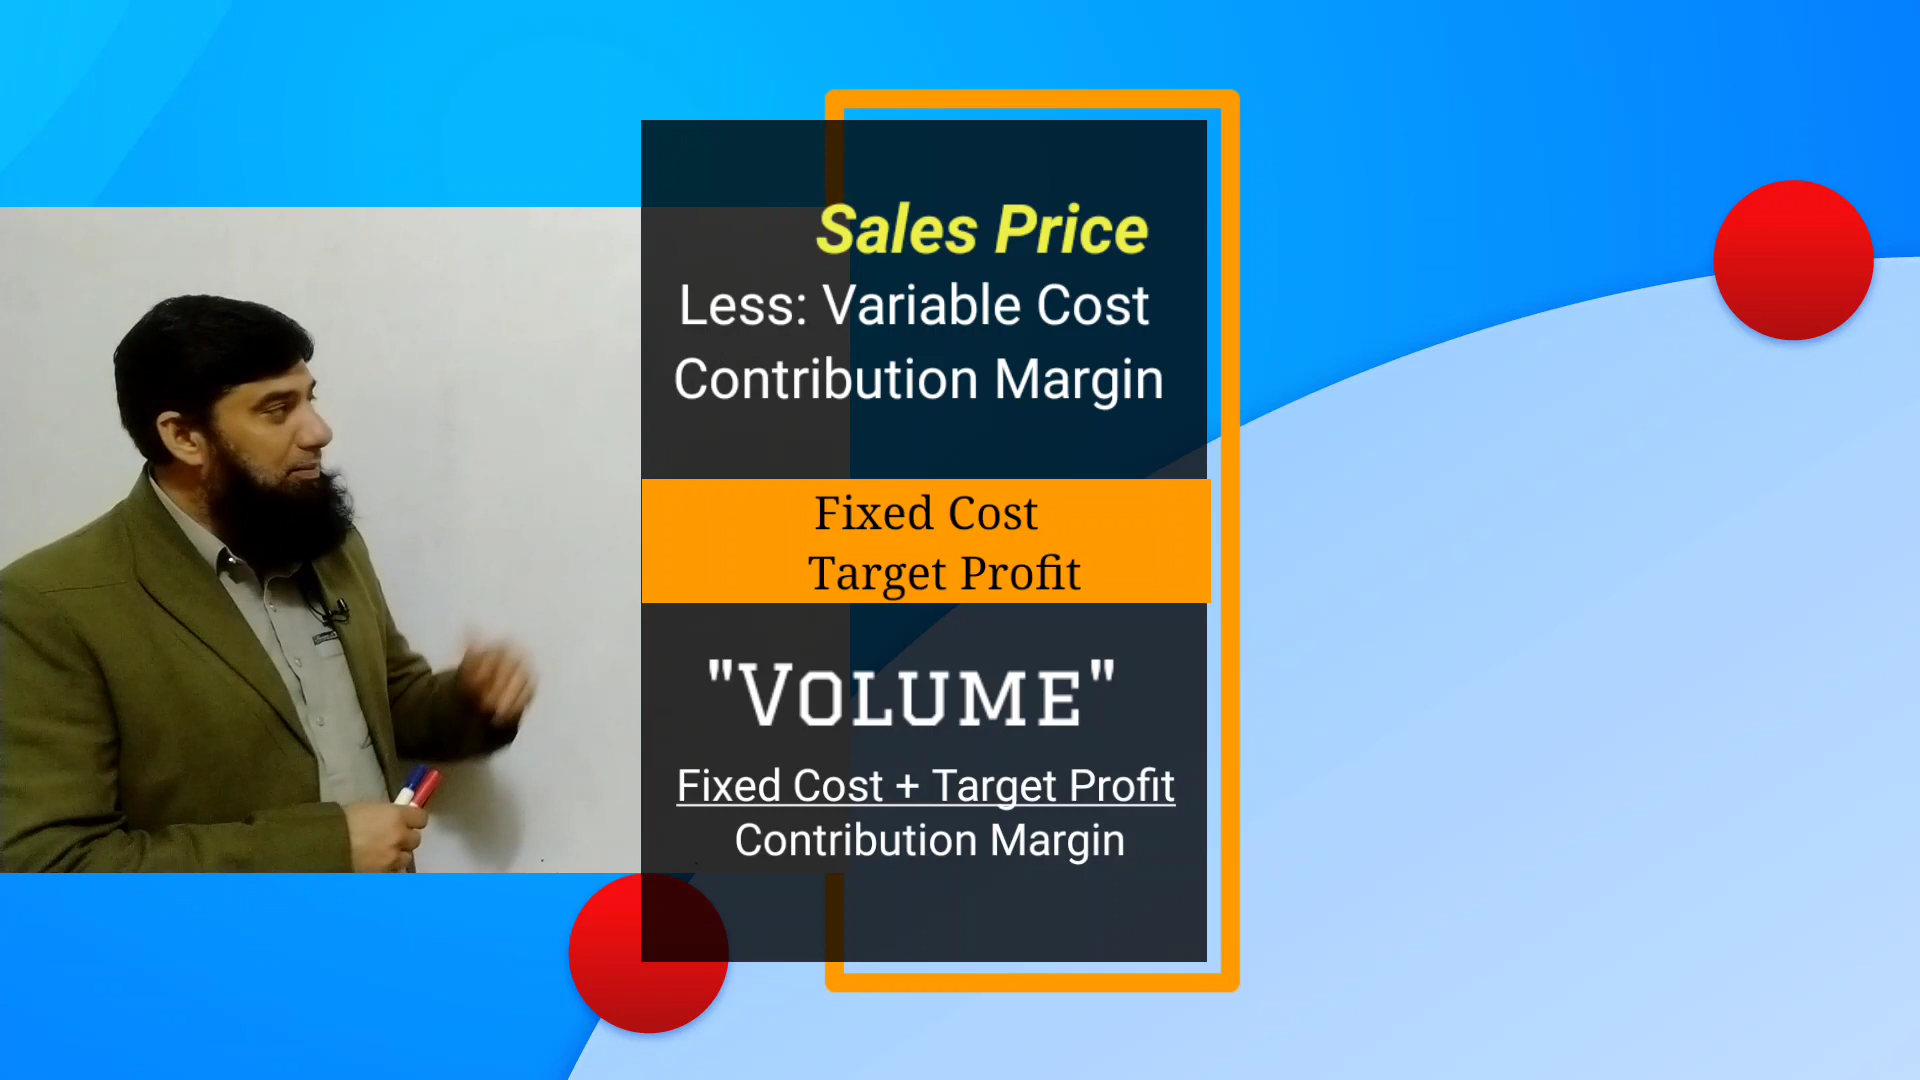 Sales Price
Less: Variable Cost
Contribution Margin
Fixed Cost
Target Profit
"Volume"
Fixed Cost + Target Profit
Contribution Margin